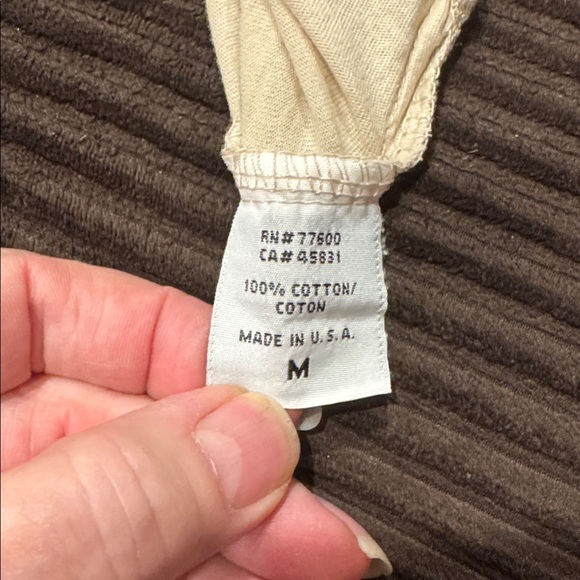 RN# 77600
CA# 45831
100% COTTON/
COTON
MADE IN U.S.A.
M